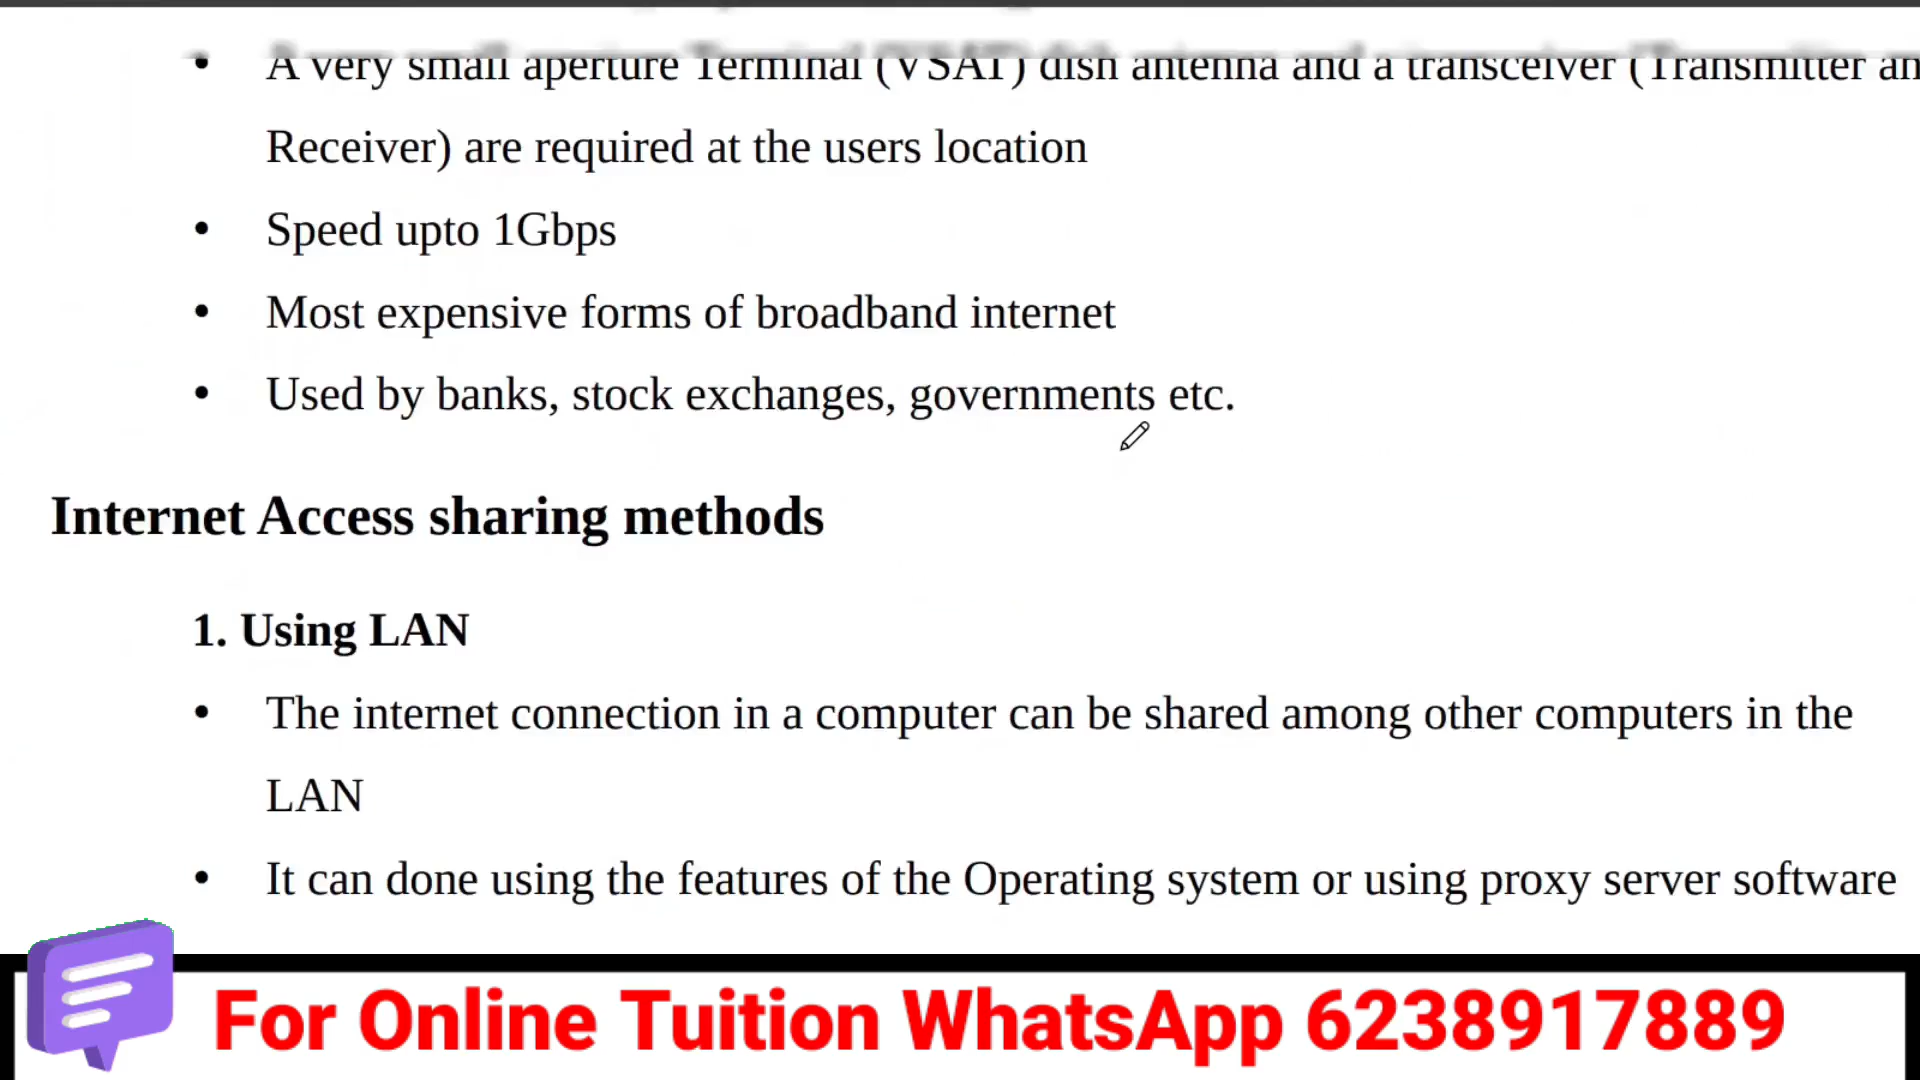 • A very small aperture Terminal (VSAT) dish antenna and a transceiver (Transmitter an
Receiver) are required at the users location
• Speed upto 1Gbps
• Most expensive forms of broadband internet
• Used by banks, stock exchanges, governments etc.
Internet Access sharing methods
1. Using LAN
• The internet connection in a computer can be shared among other computers in the
LAN
• It can done using the features of the Operating system or using proxy server software
For Online Tuition WhatsApp 6238917889